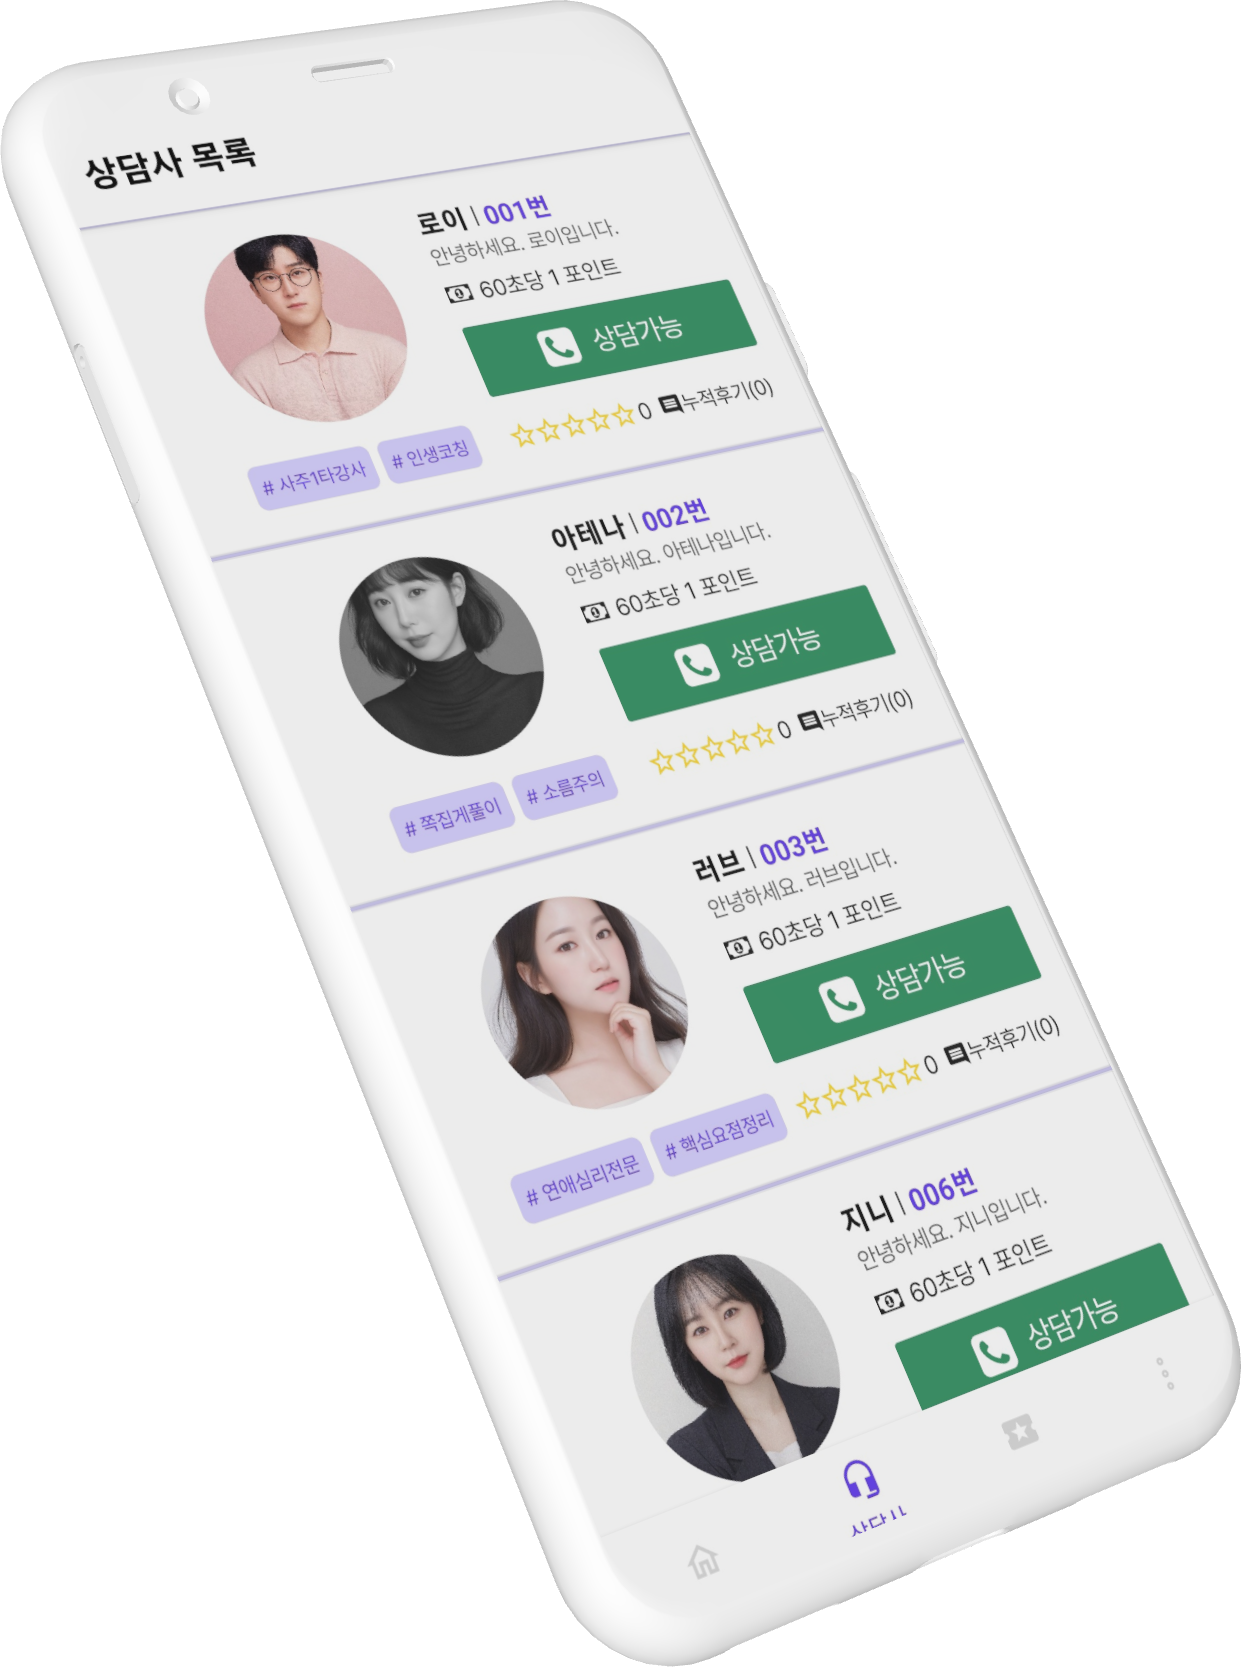 상담사 목록
로이 | 001번
안녕하세요. 로이입니다.
60초당 1 포인트
상담가능
0 누적후기(0)
# 사주1타강사 # 인생코칭
아테나 | 002번
안녕하세요. 아테나입니다.
60초당 1 포인트
상담가능
0 누적후기(0)
# 쪽집게풀이 # 소름주의
러브 | 003번
안녕하세요. 러브입니다.
60초당 1 포인트
상담가능
0 누적후기(0)
# 연애심리전문 # 핵심요점정리
지니 | 006번
안녕하세요. 지니입니다.
60초당 1 포인트
상담가능